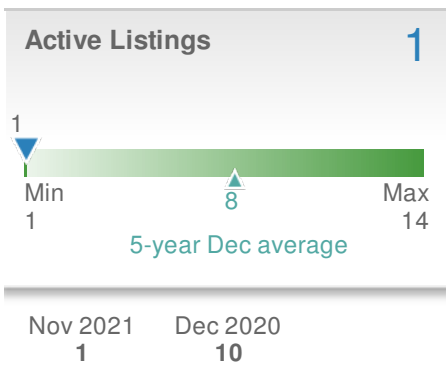 Active Listings 1
1
Min 8 Max
1 14
5-year Dec average
Nov 2021 Dec 2020
1 10